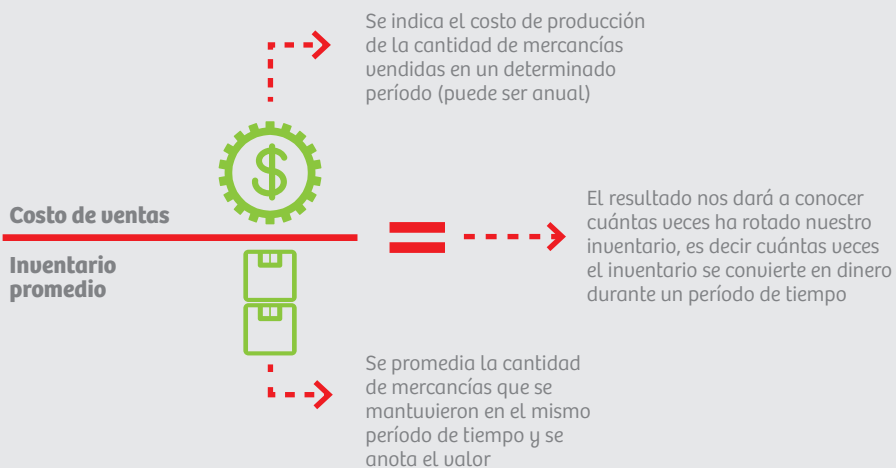 Se indica el costo de producción
de la cantidad de mercancías
vendidas en un determinado
período (puede ser anual)
$
Costo de ventas
Inventario
promedio
=
El resultado nos dará a conocer
cuántas veces ha rotado nuestro
inventario, es decir cuántas veces
el inventario se convierte en dinero
durante un período de tiempo
Se promedia la cantidad
de mercancías que se
mantuvieron en el mismo
período de tiempo y se
anota el valor